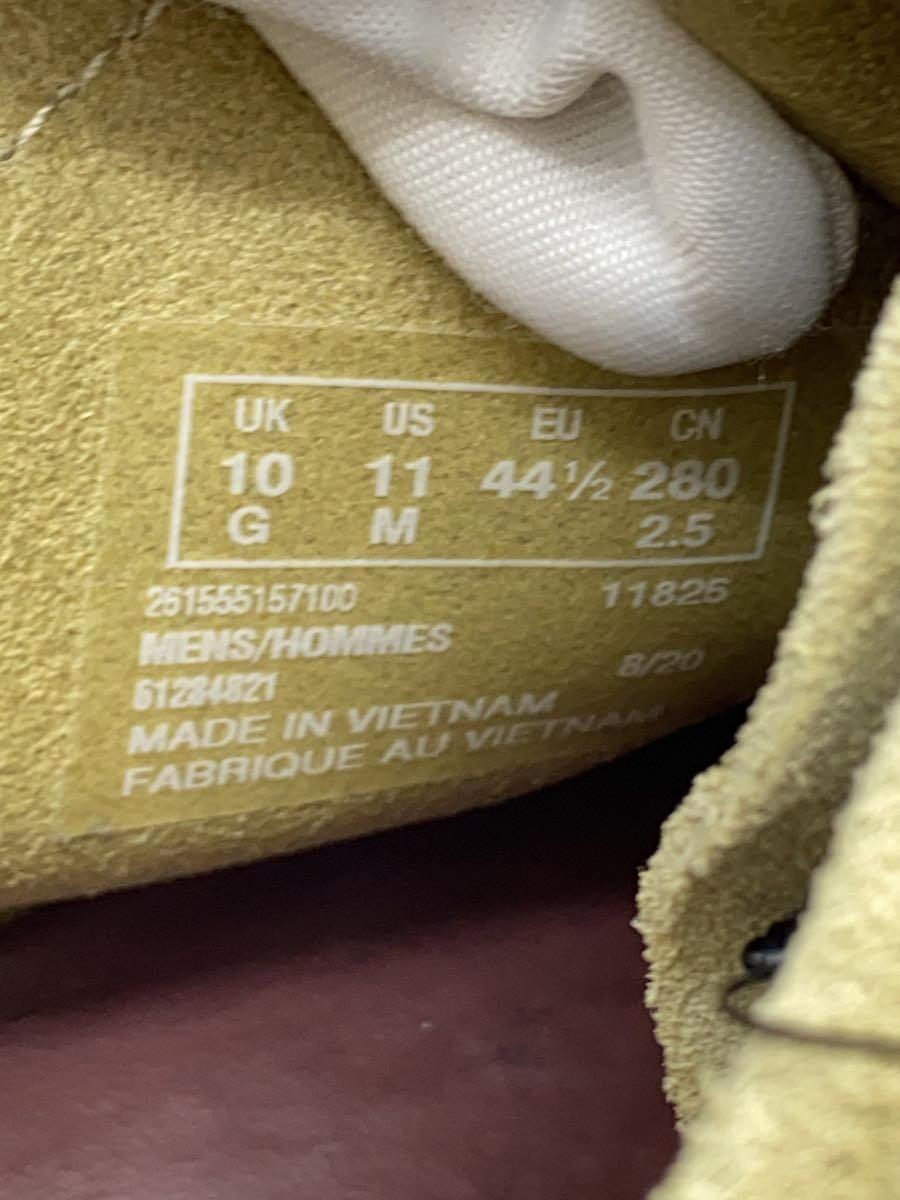 UK US EU CN
10 11 44½ 280
G M 2.5
261555157100 11825
MENS/HOMMES
61284821 8/20
MADE IN VIETNAM
FABRIQUE AU VIETNAM